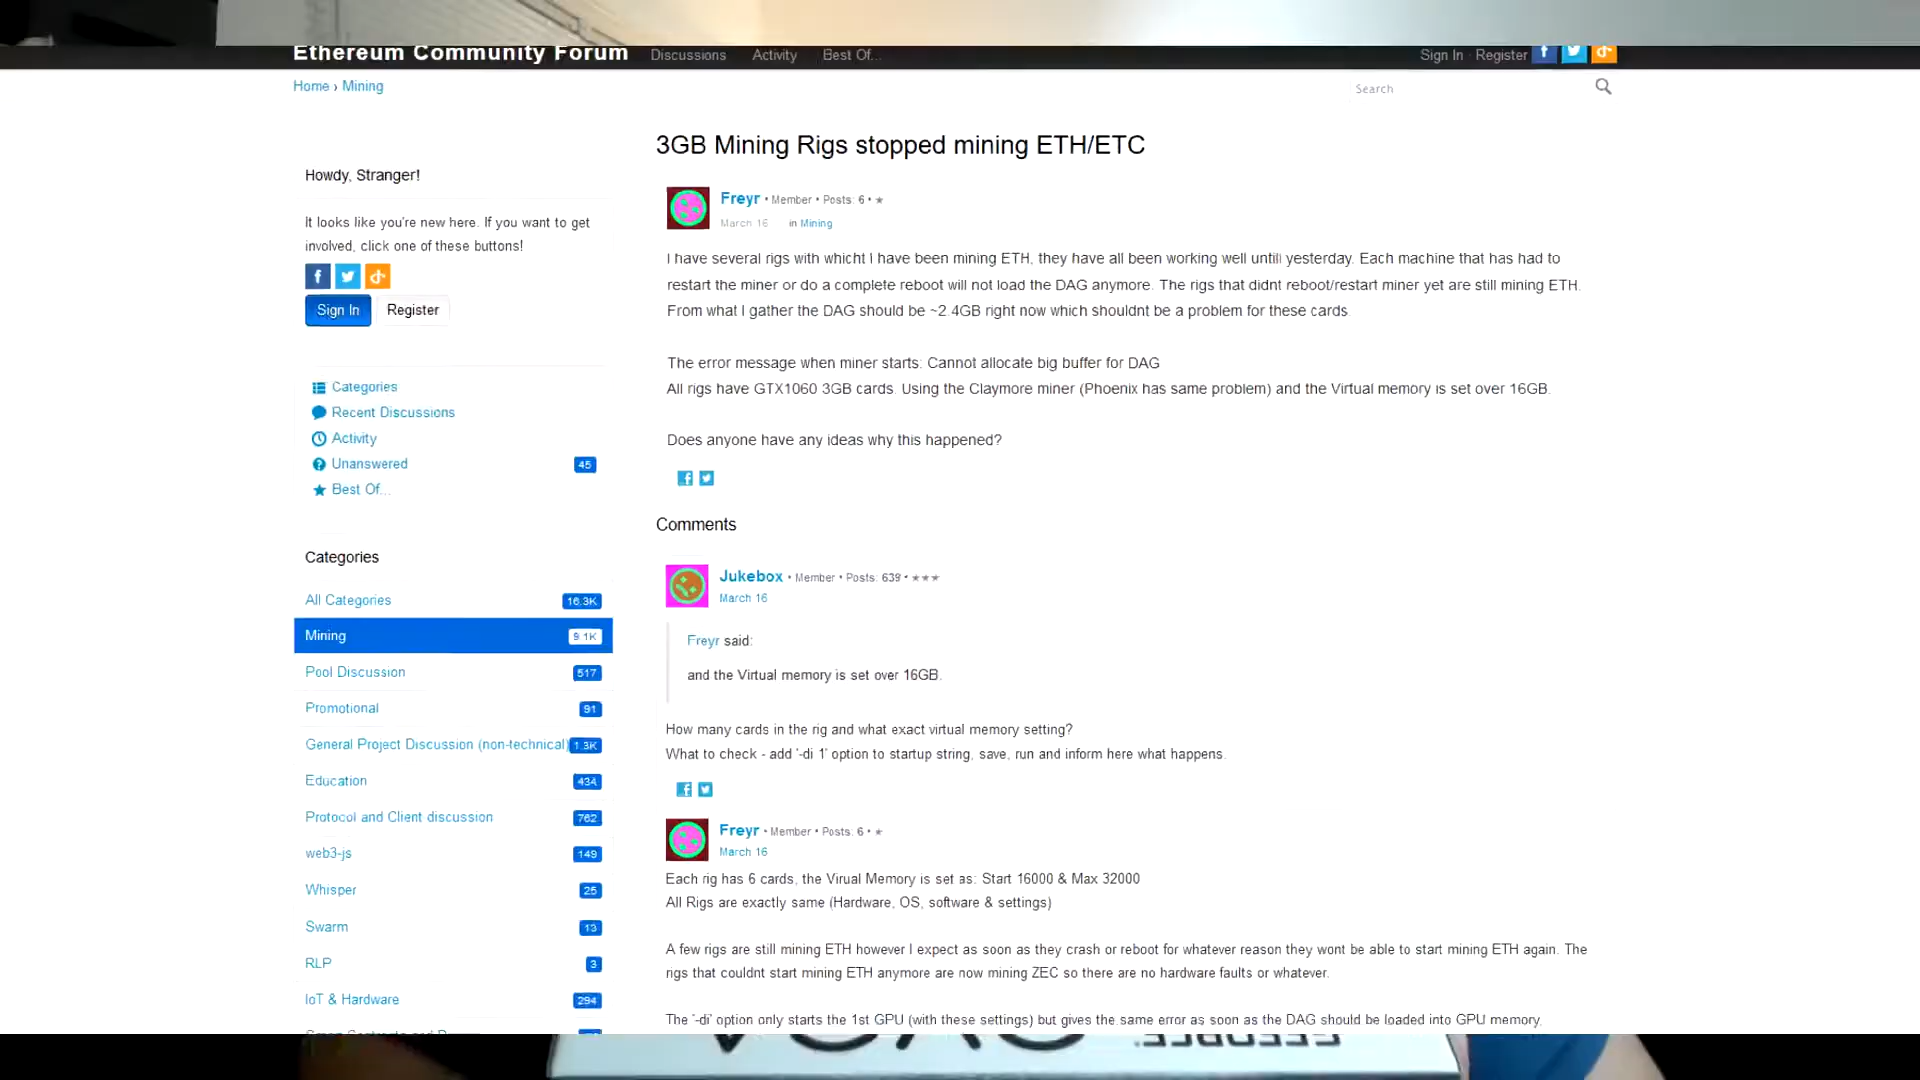 Ethereum Community Forum Discussions Activity Best Of... Sign In · Register
Home › Mining Search
3GB Mining Rigs stopped mining ETH/ETC
Howdy, Stranger!
It looks like you're new here. If you want to get
involved, click one of these buttons!
Sign In Register
Categories
Recent Discussions
Activity
Unanswered 45
Best Of...
Categories
All Categories 16.3K
Mining 9.1K
Pool Discussion 517
Promotional 91
General Project Discussion (non-technical) 1.3K
Education 434
Protocol and Client discussion 762
web3-js 149
Whisper 25
Swarm 13
RLP 3
IoT & Hardware 294
Freyr • Member • Posts: 6 • ★
March 16 in Mining
I have several rigs with whicht I have been mining ETH, they have all been working well untili yesterday. Each machine that has had to
restart the miner or do a complete reboot will not load the DAG anymore. The rigs that didnt reboot/restart miner yet are still mining ETH.
From what I gather the DAG should be ~2.4GB right now which shouldnt be a problem for these cards.
The error message when miner starts: Cannot allocate big buffer for DAG
All rigs have GTX1060 3GB cards. Using the Claymore miner (Phoenix has same problem) and the Virtual memory is set over 16GB.
Does anyone have any ideas why this happened?
Comments
Jukebox • Member • Posts: 639 • ★★★
March 16
Freyr said:
and the Virtual memory is set over 16GB.
How many cards in the rig and what exact virtual memory setting?
What to check - add '-di 1' option to startup string, save, run and inform here what happens.
Freyr • Member • Posts: 6 • ★
March 16
Each rig has 6 cards, the Virual Memory is set as: Start 16000 & Max 32000
All Rigs are exactly same (Hardware, OS, software & settings)
A few rigs are still mining ETH however I expect as soon as they crash or reboot for whatever reason they wont be able to start mining ETH again. The
rigs that couldnt start mining ETH anymore are now mining ZEC so there are no hardware faults or whatever.
The '-di' option only starts the 1st GPU (with these settings) but gives the same error as soon as the DAG should be loaded into GPU memory.